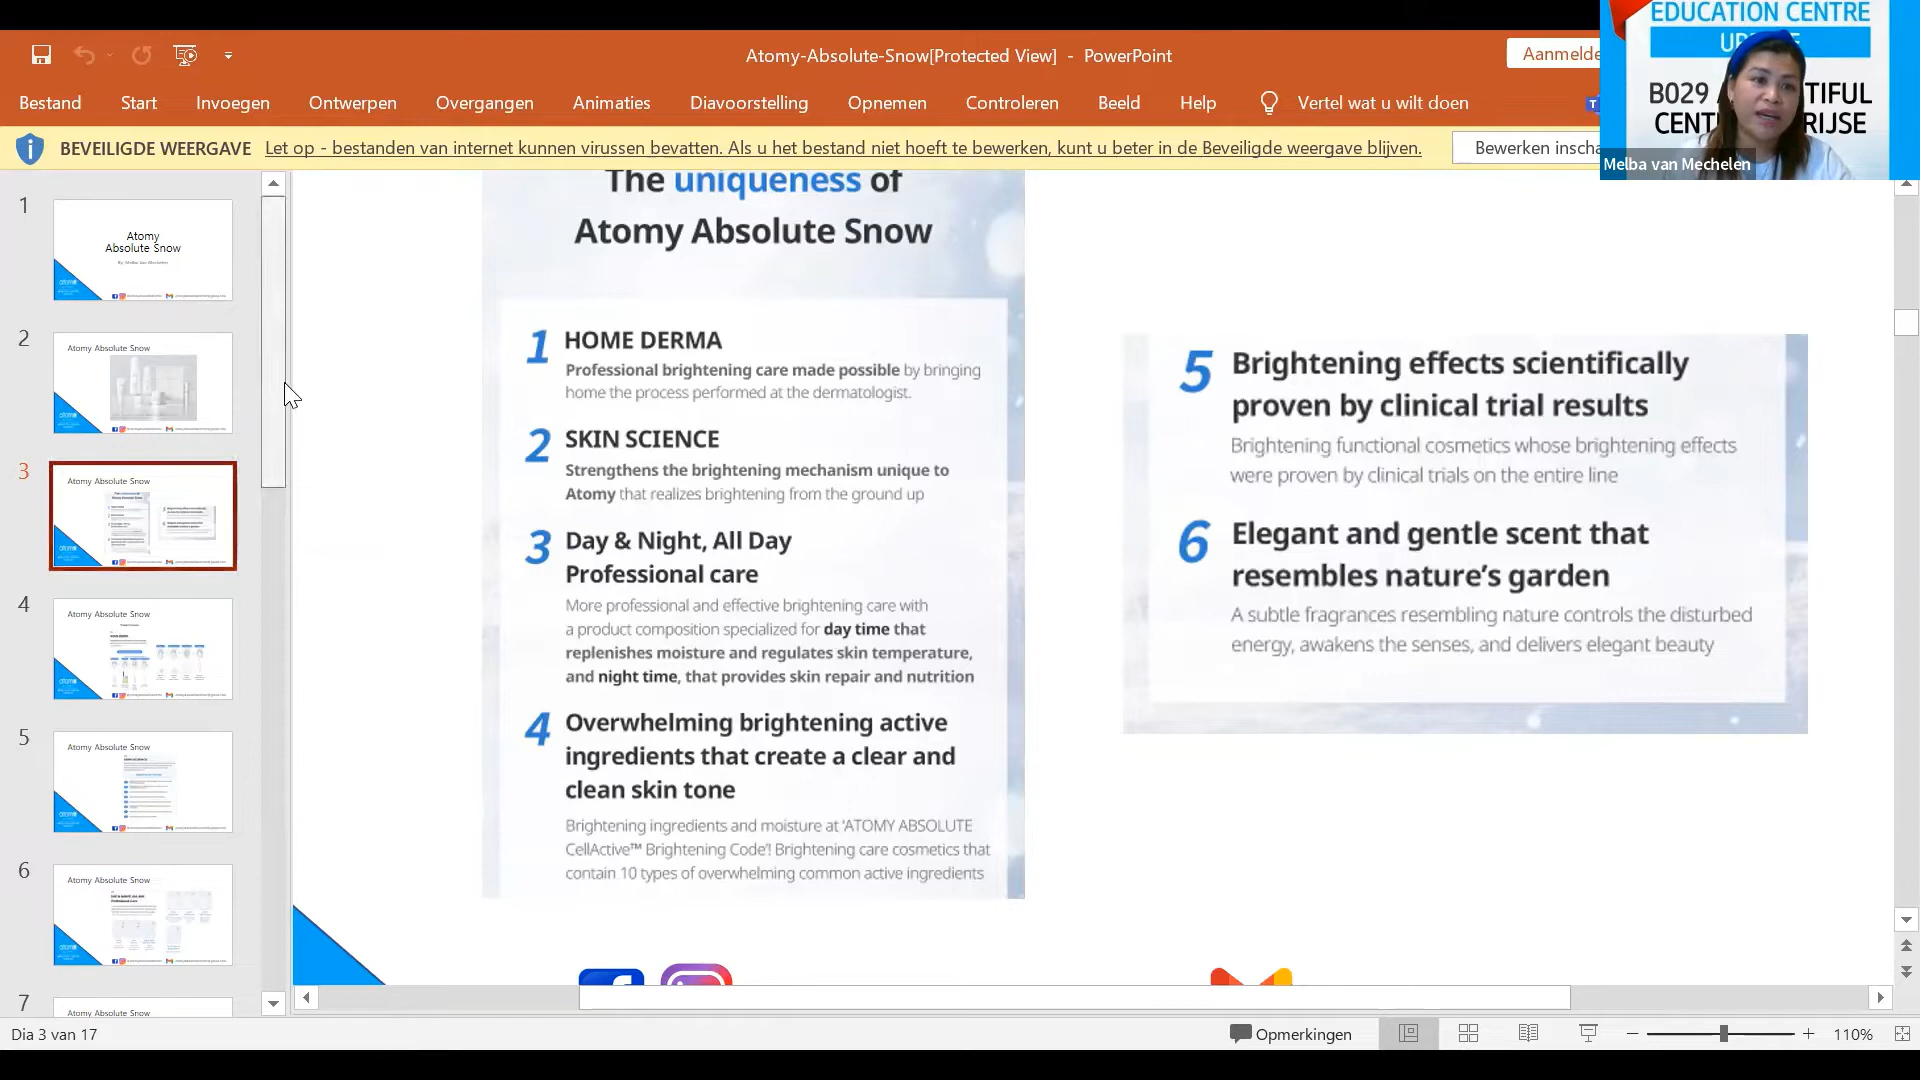 Atomy-Absolute-Snow[Protected View] - PowerPoint
Aanmelde
Bestand Start Invoegen Ontwerpen Overgangen Animaties Diavoorstelling Opnemen Controleren Beeld Help Vertel wat u wilt doen
BEVEILIGDE WEERGAVE Let op - bestanden van internet kunnen virussen bevatten. Als u het bestand niet hoeft te bewerken, kunt u beter in de Beveiligde weergave blijven. Bewerken inscha
EDUCATION CENTRE
B029
TIFUL
CENT
RIJSE
Melba van Mechelen
1
Atomy
Absolute Snow
By: Melba Van Mechelen
2
Atomy Absolute Snow
3
Atomy Absolute Snow
4
Atomy Absolute Snow
5
Atomy Absolute Snow
6
Atomy Absolute Snow
7
Atomy Absolute Snow
The uniqueness of
Atomy Absolute Snow
1 HOME DERMA
Professional brightening care made possible by bringing
home the process performed at the dermatologist.
2 SKIN SCIENCE
Strengthens the brightening mechanism unique to
Atomy that realizes brightening from the ground up
3 Day & Night, All Day
Professional care
More professional and effective brightening care with
a product composition specialized for day time that
replenishes moisture and regulates skin temperature,
and night time, that provides skin repair and nutrition
4 Overwhelming brightening active
ingredients that create a clear and
clean skin tone
Brightening ingredients and moisture at 'ATOMY ABSOLUTE
CellActive™ Brightening Code'! Brightening care cosmetics that
contain 10 types of overwhelming common active ingredients
5 Brightening effects scientifically
proven by clinical trial results
Brightening functional cosmetics whose brightening effects
were proven by clinical trials on the entire line
6 Elegant and gentle scent that
resembles nature's garden
A subtle fragrances resembling nature controls the disturbed
energy, awakens the senses, and delivers elegant beauty
Dia 3 van 17
Opmerkingen
110%